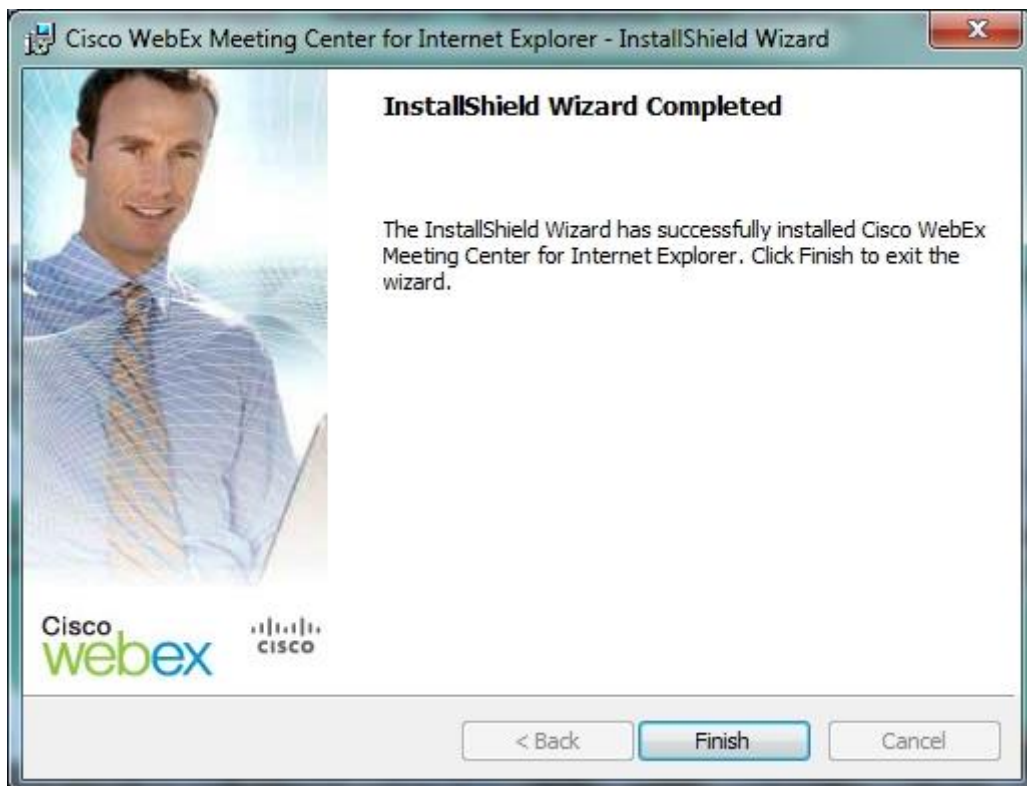 Cisco WebEx Meeting Center for Internet Explorer - InstallShield Wizard
InstallShield Wizard Completed
The InstallShield Wizard has successfully installed Cisco WebEx
Meeting Center for Internet Explorer. Click Finish to exit the
wizard.
Cisco
webex
CISCO
< Back
Finish
Cancel